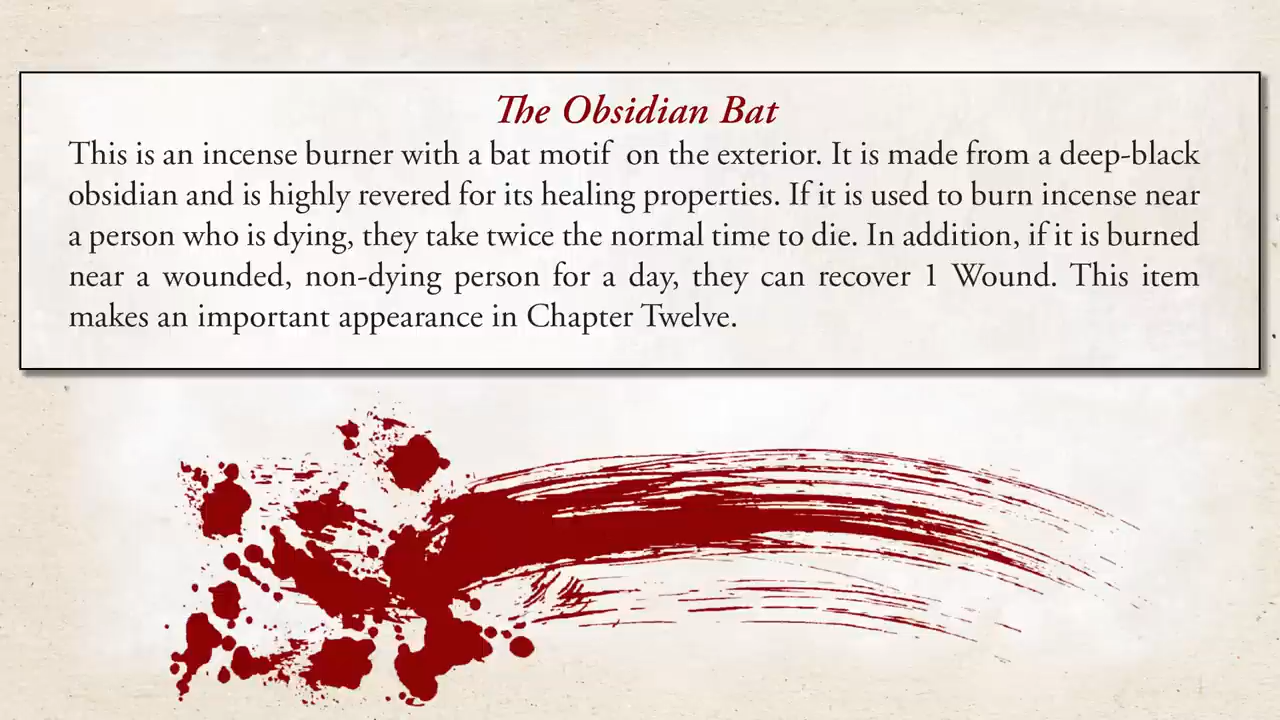 The Obsidian Bat
This is an incense burner with a bat motif on the exterior. It is made from a deep-black
obsidian and is highly revered for its healing properties. If it is used to burn incense near
a person who is dying, they take twice the normal time to die. In addition, if it is burned
near a wounded, non-dying person for a day, they can recover 1 Wound. This item
makes an important appearance in Chapter Twelve.